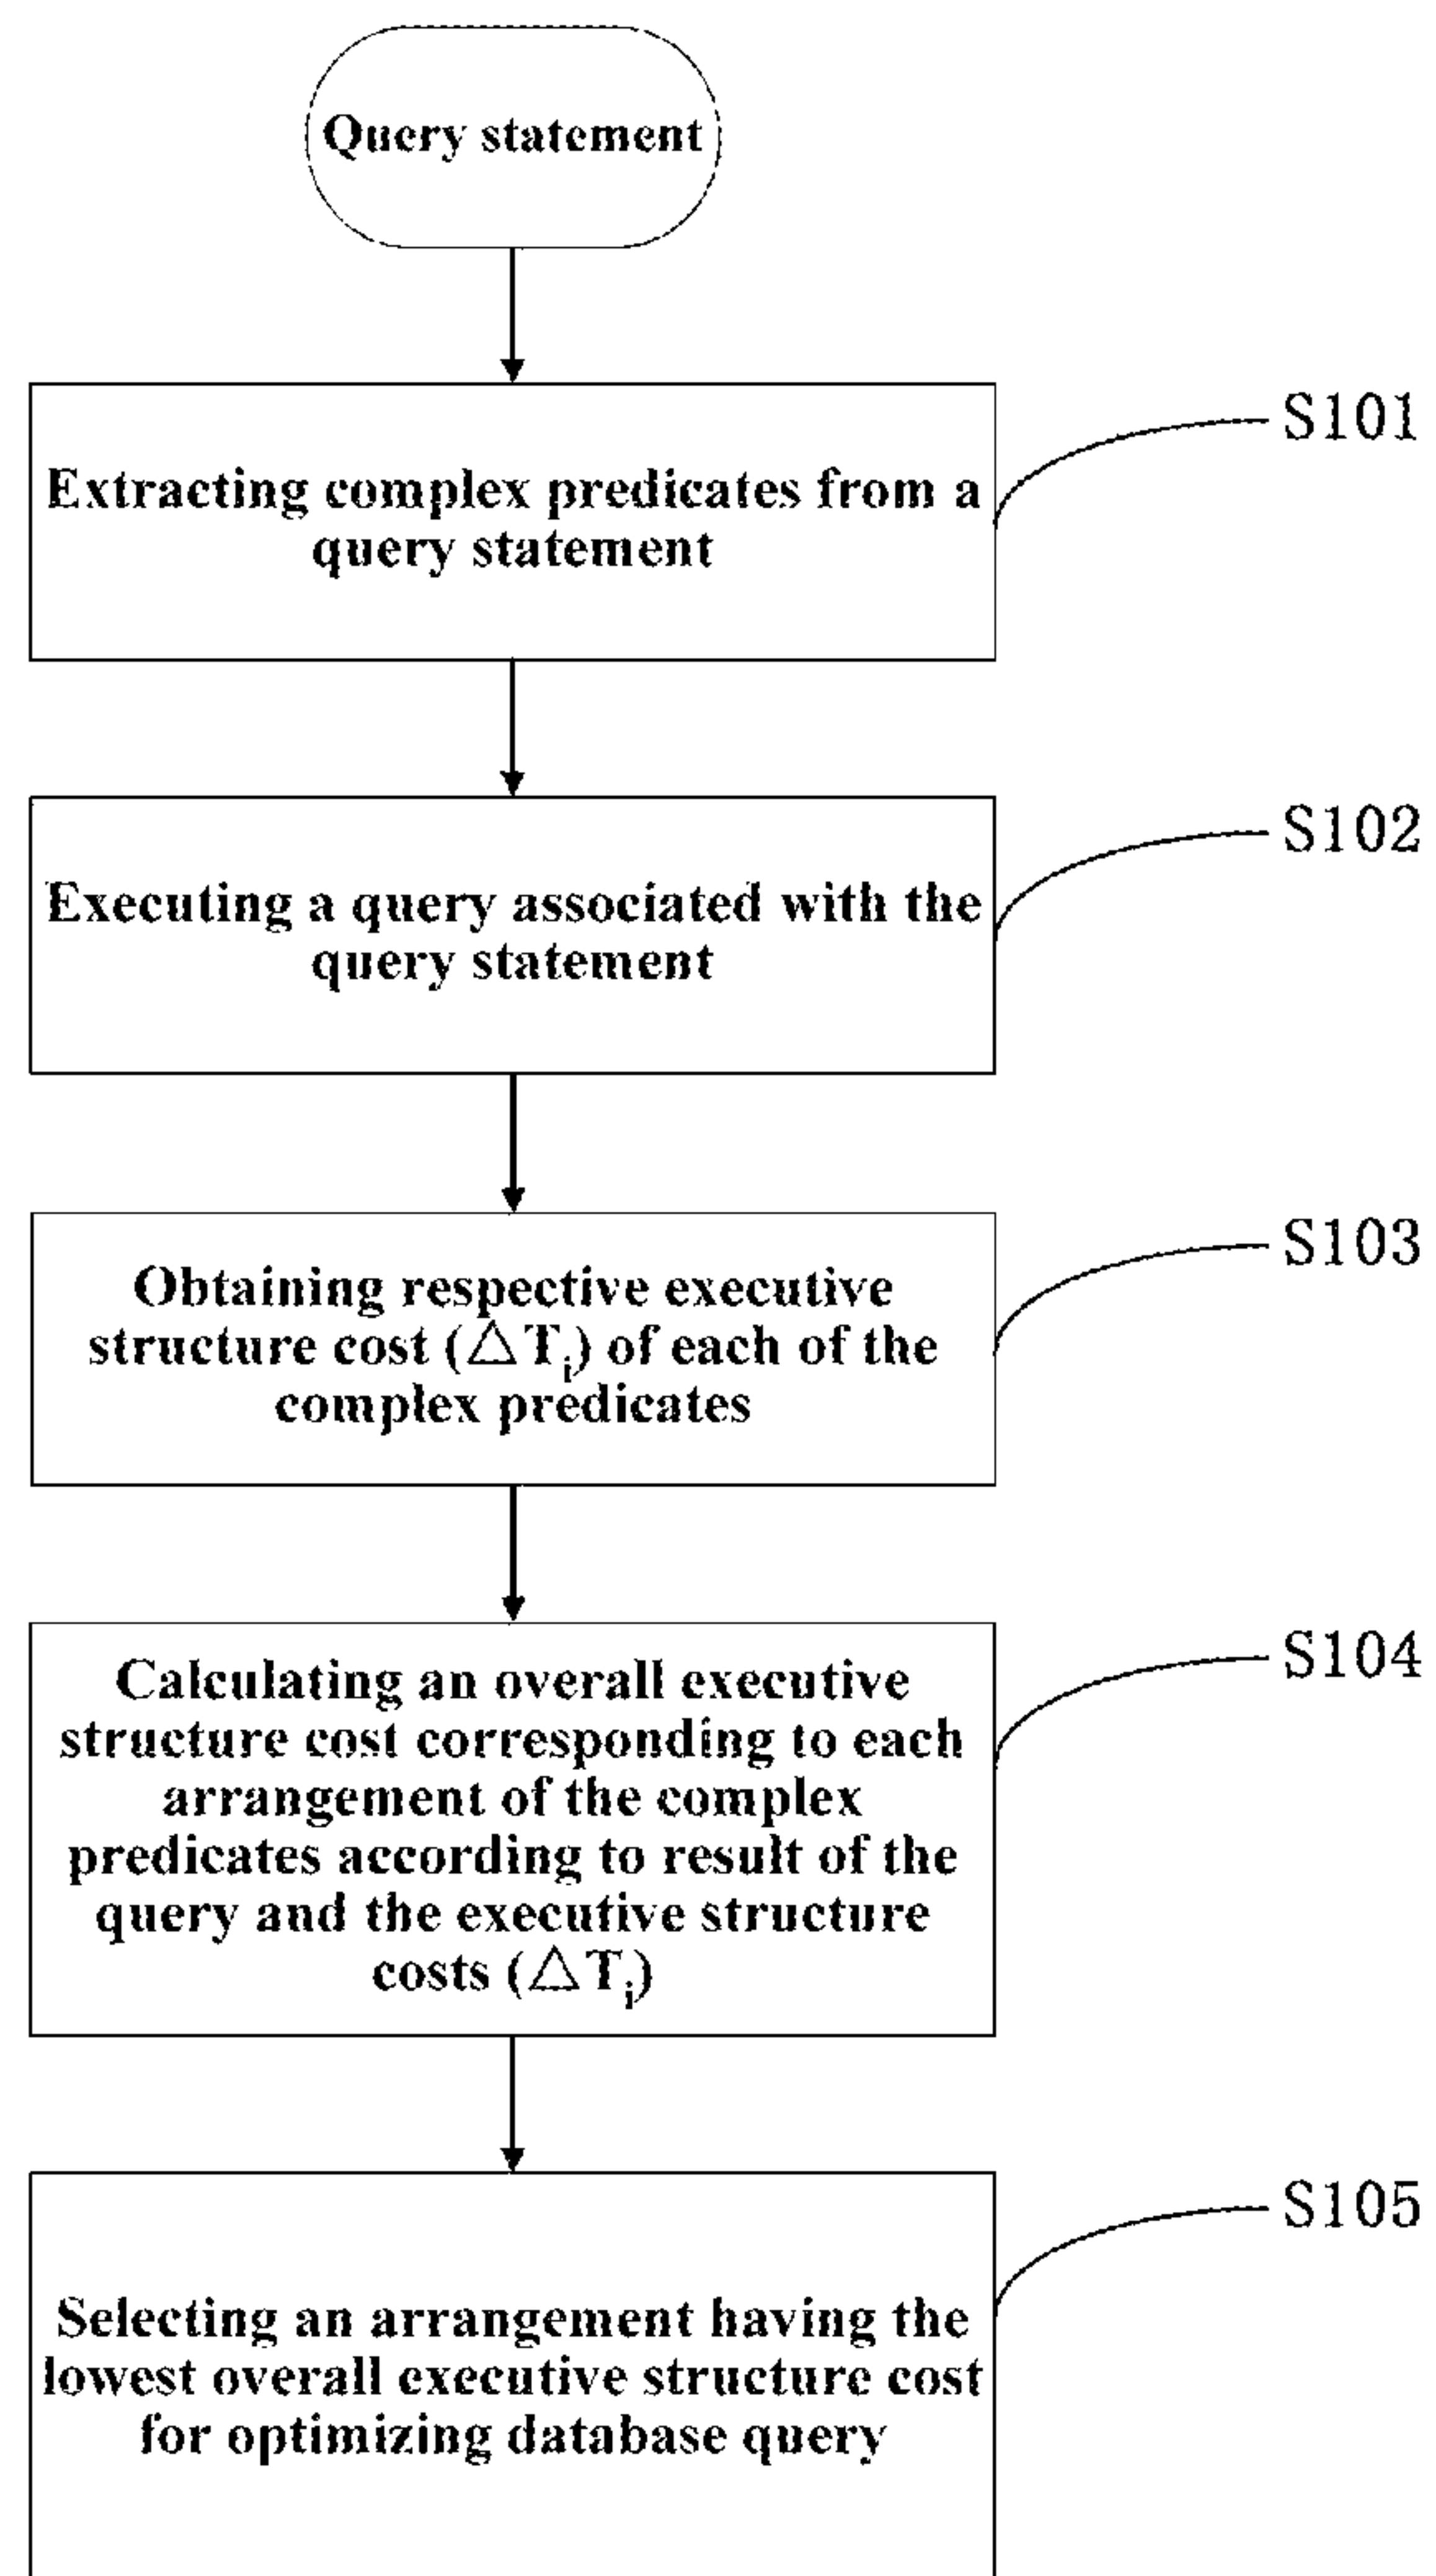 Query statement
S101
Extracting complex predicates from a
query statement
S102
Executing a query associated with the
query statement
S103
Obtaining respective executive
structure cost (△Tᵢ) of each of the
complex predicates
S104
Calculating an overall executive
structure cost corresponding to each
arrangement of the complex
predicates according to result of the
query and the executive structure
costs (△Tᵢ)
S105
Selecting an arrangement having the
lowest overall executive structure cost
for optimizing database query